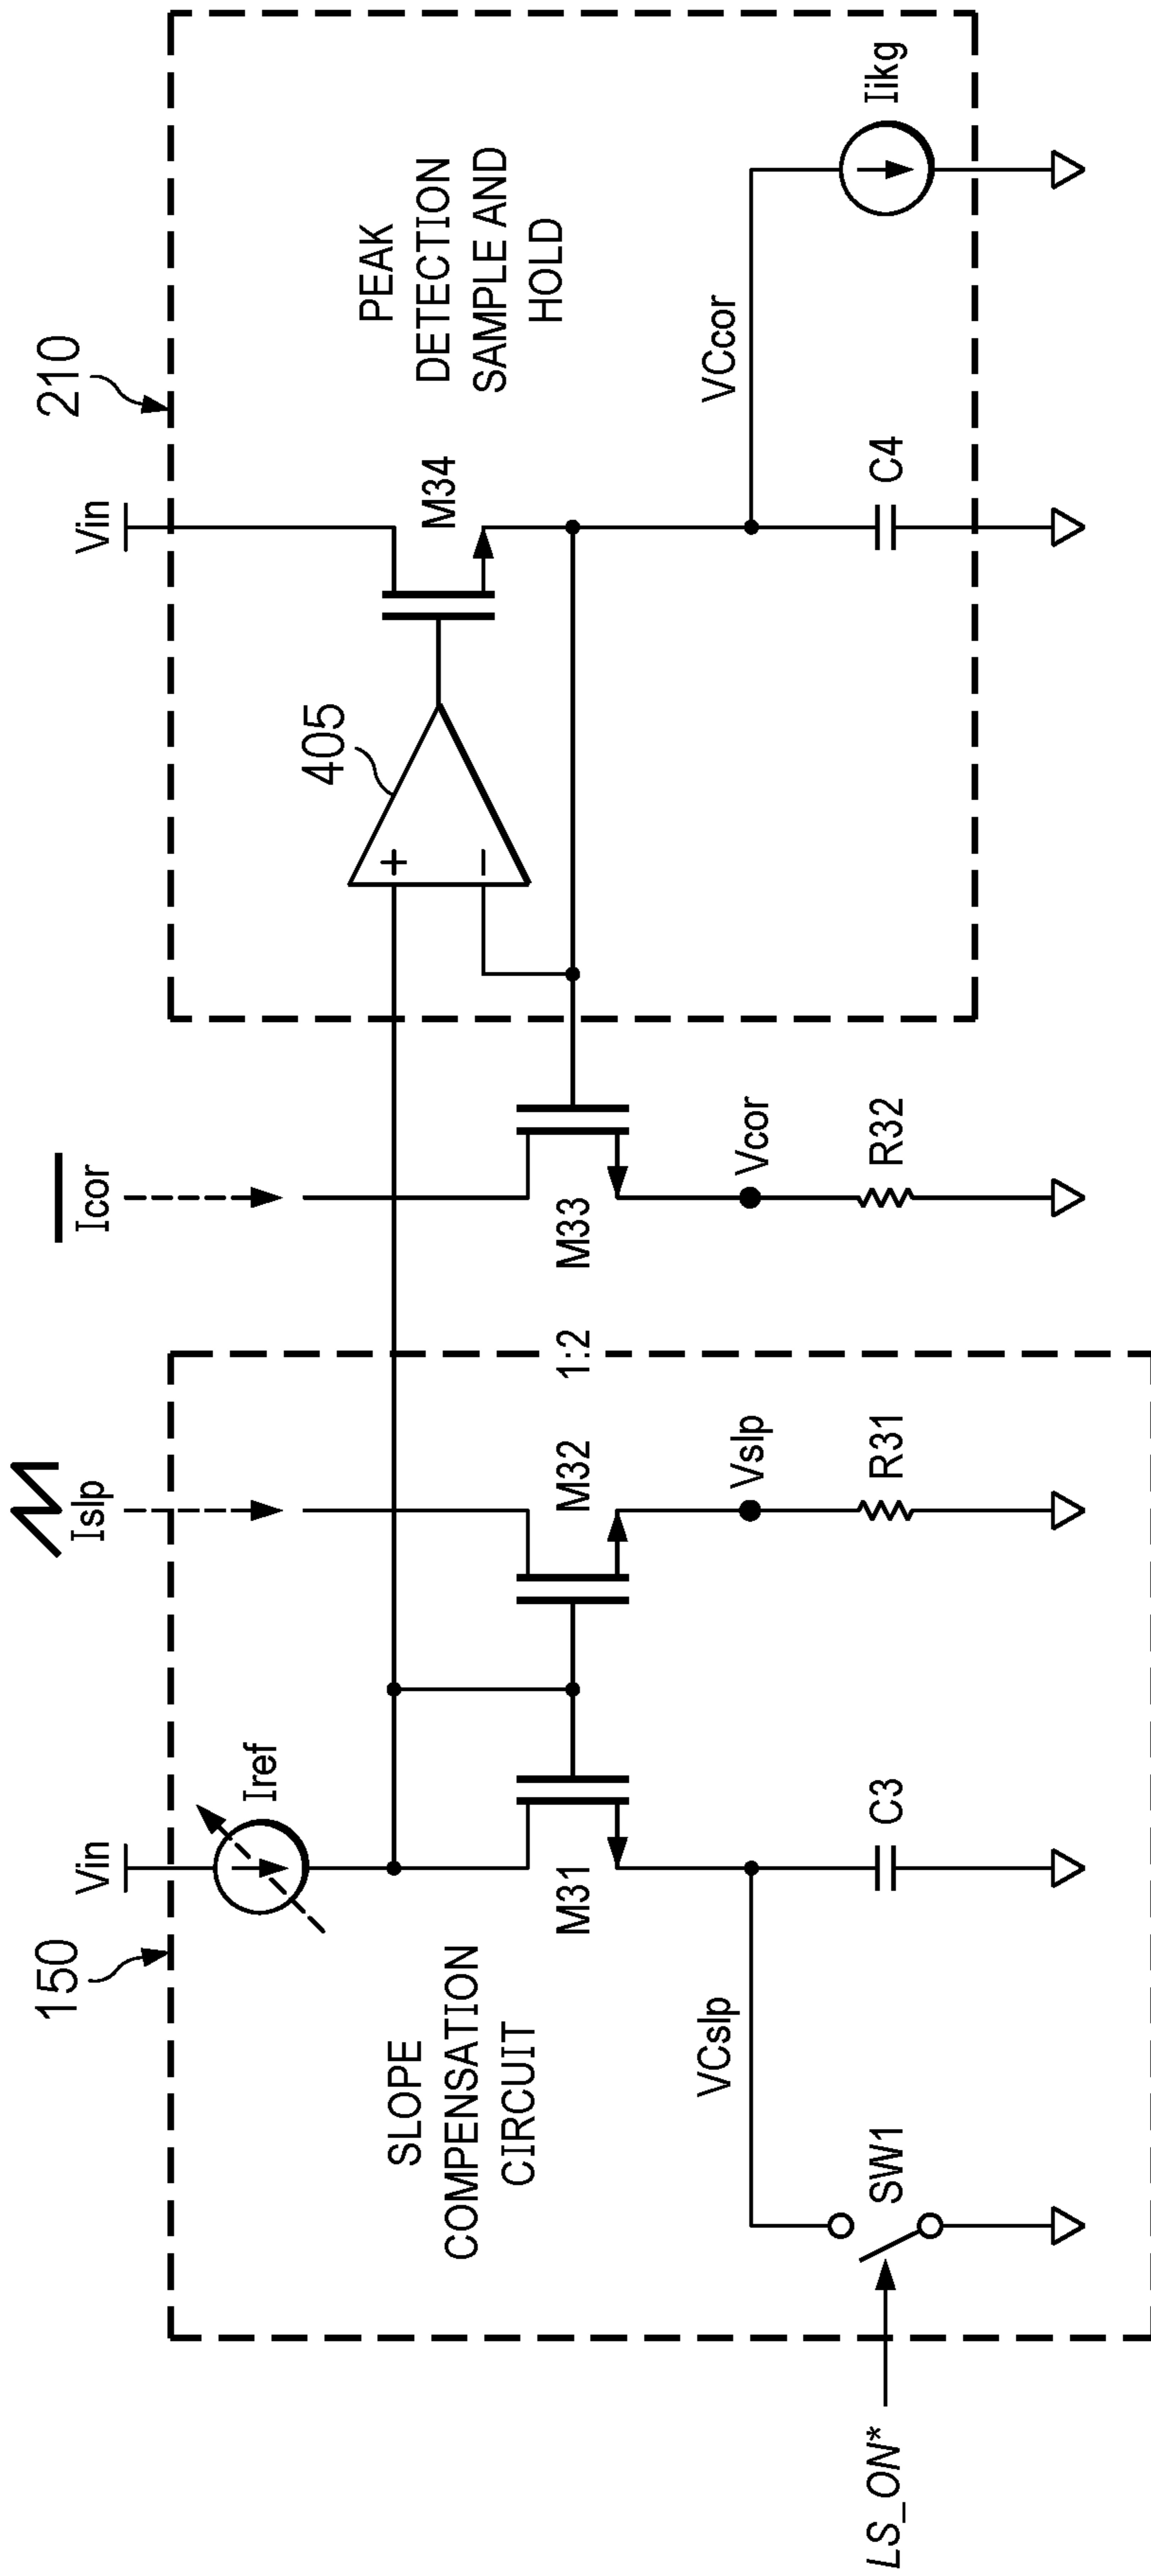 150
210
Vin
Iref
Islp
Icor
Vin
SLOPE
COMPENSATION
CIRCUIT
M31
M32
1:2
M33
405
+
−
M34
PEAK
DETECTION
SAMPLE AND
HOLD
VCslp
Vslp
Vcor
VCcor
LS_ON*
SW1
C3
R31
R32
C4
Iikg